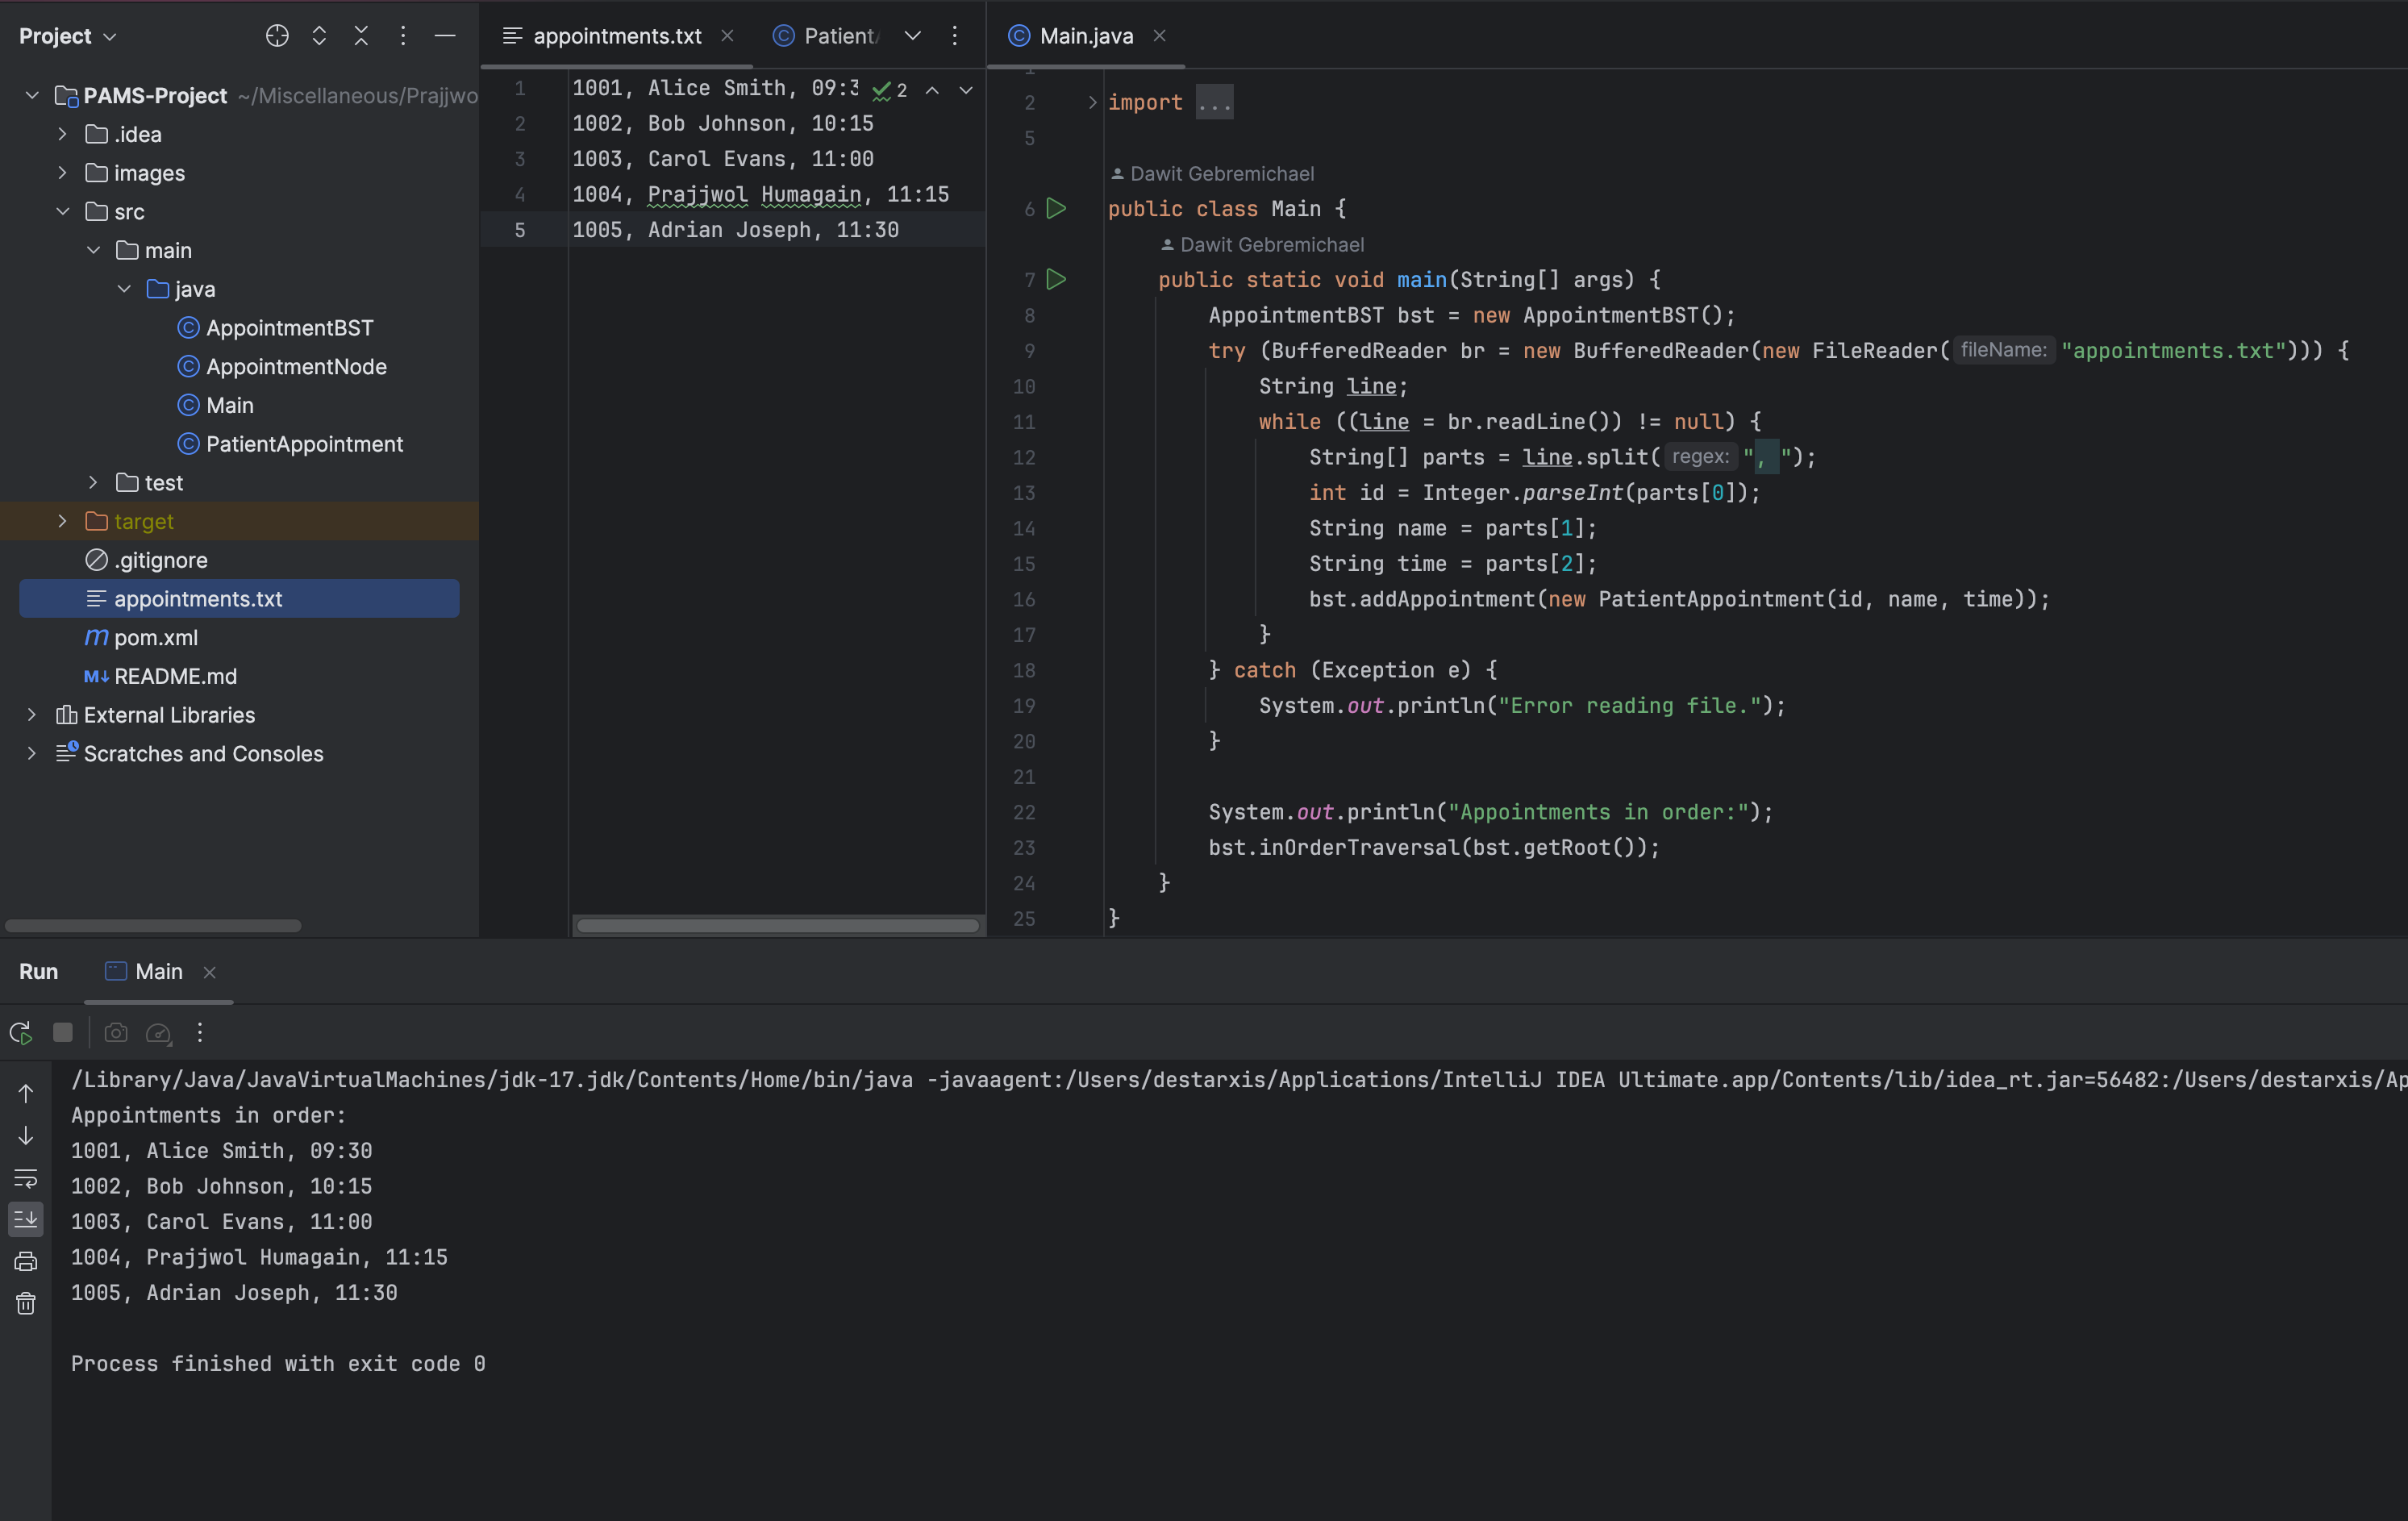 Project
PAMS-Project ~/Miscellaneous/Prajjwo
.idea
images
src
main
java
AppointmentBST
AppointmentNode
Main
PatientAppointment
test
target
.gitignore
appointments.txt
m pom.xml
M↓ README.md
External Libraries
Scratches and Consoles
appointments.txt
Patient
1 1001, Alice Smith, 09:3 2
2 1002, Bob Johnson, 10:15
3 1003, Carol Evans, 11:00
4 1004, Prajjwol Humagain, 11:15
5 1005, Adrian Joseph, 11:30
Main.java
1
2 import ...
5
Dawit Gebremichael
6 public class Main {
Dawit Gebremichael
7 public static void main(String[] args) {
8 AppointmentBST bst = new AppointmentBST();
9 try (BufferedReader br = new BufferedReader(new FileReader( fileName: "appointments.txt"))) {
10 String line;
11 while ((line = br.readLine()) != null) {
12 String[] parts = line.split( regex: ", ");
13 int id = Integer.parseInt(parts[0]);
14 String name = parts[1];
15 String time = parts[2];
16 bst.addAppointment(new PatientAppointment(id, name, time));
17 }
18 } catch (Exception e) {
19 System.out.println("Error reading file.");
20 }
21
22 System.out.println("Appointments in order:");
23 bst.inOrderTraversal(bst.getRoot());
24 }
25 }
Run Main
/Library/Java/JavaVirtualMachines/jdk-17.jdk/Contents/Home/bin/java -javaagent:/Users/destarxis/Applications/IntelliJ IDEA Ultimate.app/Contents/lib/idea_rt.jar=56482:/Users/destarxis/Ap
Appointments in order:
1001, Alice Smith, 09:30
1002, Bob Johnson, 10:15
1003, Carol Evans, 11:00
1004, Prajjwol Humagain, 11:15
1005, Adrian Joseph, 11:30
Process finished with exit code 0